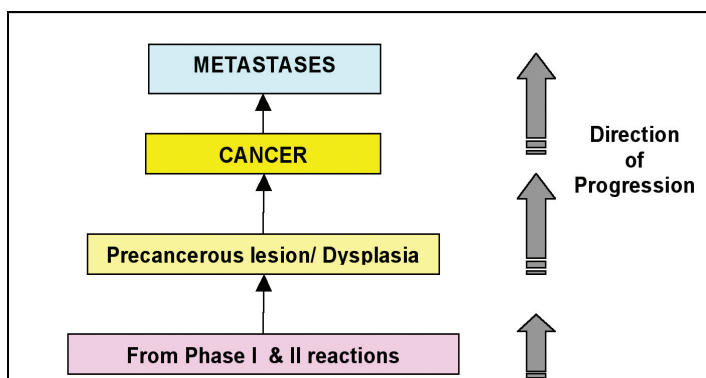 METASTASES
CANCER
Precancerous lesion/ Dysplasia
From Phase I & II reactions
Direction
of
Progression